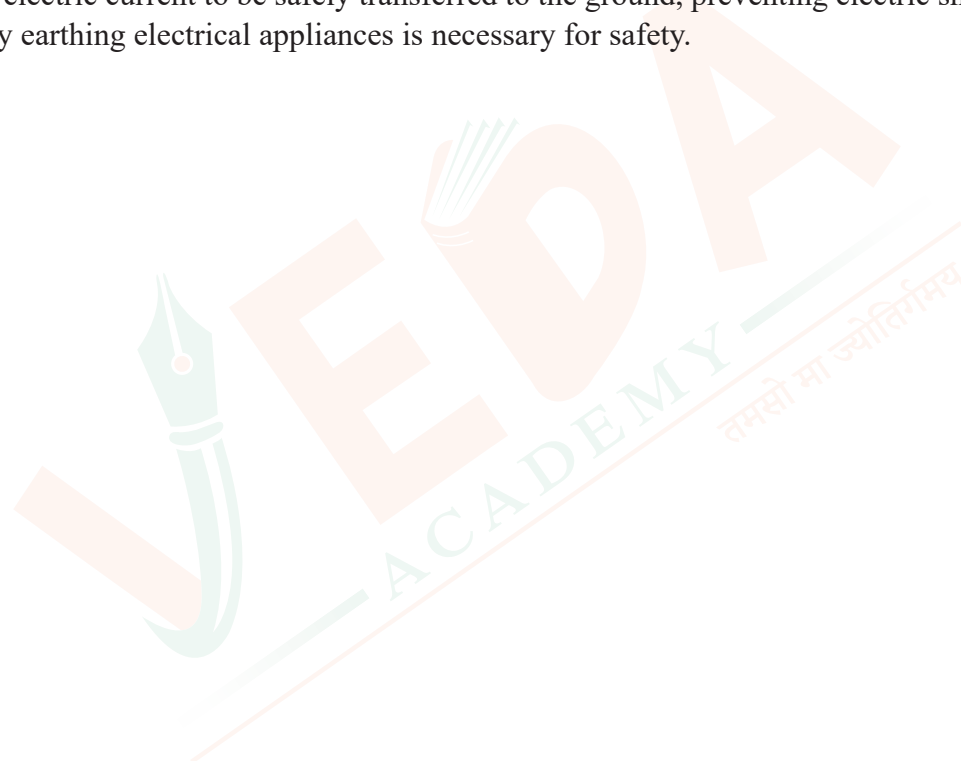 electric current to be safely transferred to the ground, preventing electric
y earthing electrical appliances is necessary for safety.
VEDA
ACADEMY
तमसो मा ज्योतिर्गमय